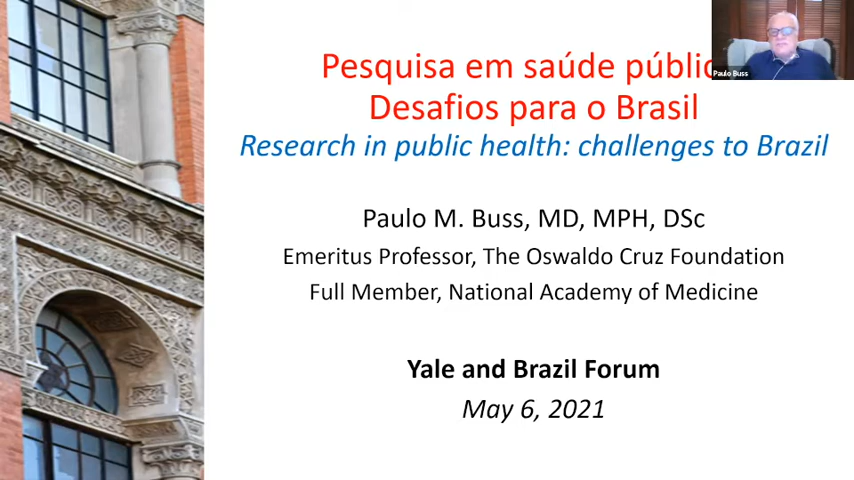 Pesquisa em saúde públic
Desafios para o Brasil
Research in public health: challenges to Brazil
Paulo M. Buss, MD, MPH, DSc
Emeritus Professor, The Oswaldo Cruz Foundation
Full Member, National Academy of Medicine
Yale and Brazil Forum
May 6, 2021
Paulo Buss